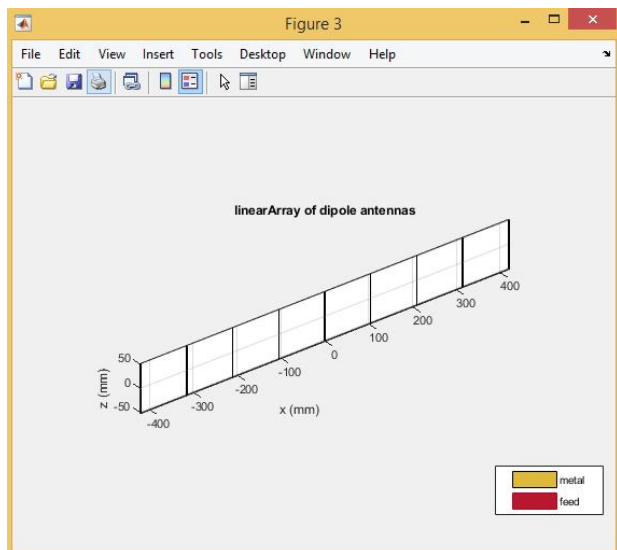 Figure 3
File Edit View Insert Tools Desktop Window Help
linearArray of dipole antennas
50
0
-50
z (mm)
-400
-300
-200
-100
0
100
200
300
400
x (mm)
metal
feed